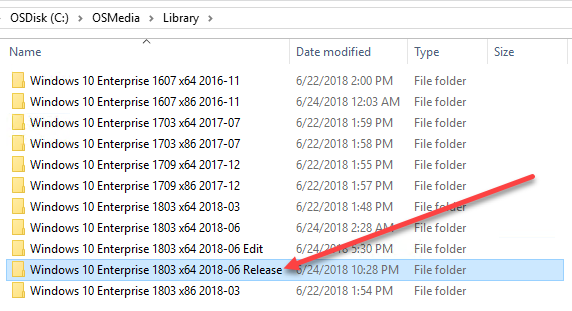 OSDisk (C:) > OSMedia > Library >
Name Date modified Type Size
Windows 10 Enterprise 1607 x64 2016-11 6/22/2018 2:00 PM File folder
Windows 10 Enterprise 1607 x86 2016-11 6/24/2018 12:03 AM File folder
Windows 10 Enterprise 1703 x64 2017-07 6/22/2018 1:59 PM File folder
Windows 10 Enterprise 1703 x86 2017-07 6/22/2018 1:58 PM File folder
Windows 10 Enterprise 1709 x64 2017-12 6/22/2018 1:55 PM File folder
Windows 10 Enterprise 1709 x86 2017-12 6/22/2018 1:57 PM File folder
Windows 10 Enterprise 1803 x64 2018-03 6/22/2018 1:48 PM File folder
Windows 10 Enterprise 1803 x64 2018-06 6/24/2018 2:28 AM File folder
Windows 10 Enterprise 1803 x64 2018-06 Edit 6/24/2018 5:30 PM File folder
Windows 10 Enterprise 1803 x64 2018-06 Release 6/24/2018 10:28 PM File folder
Windows 10 Enterprise 1803 x86 2018-03 6/22/2018 1:54 PM File folder